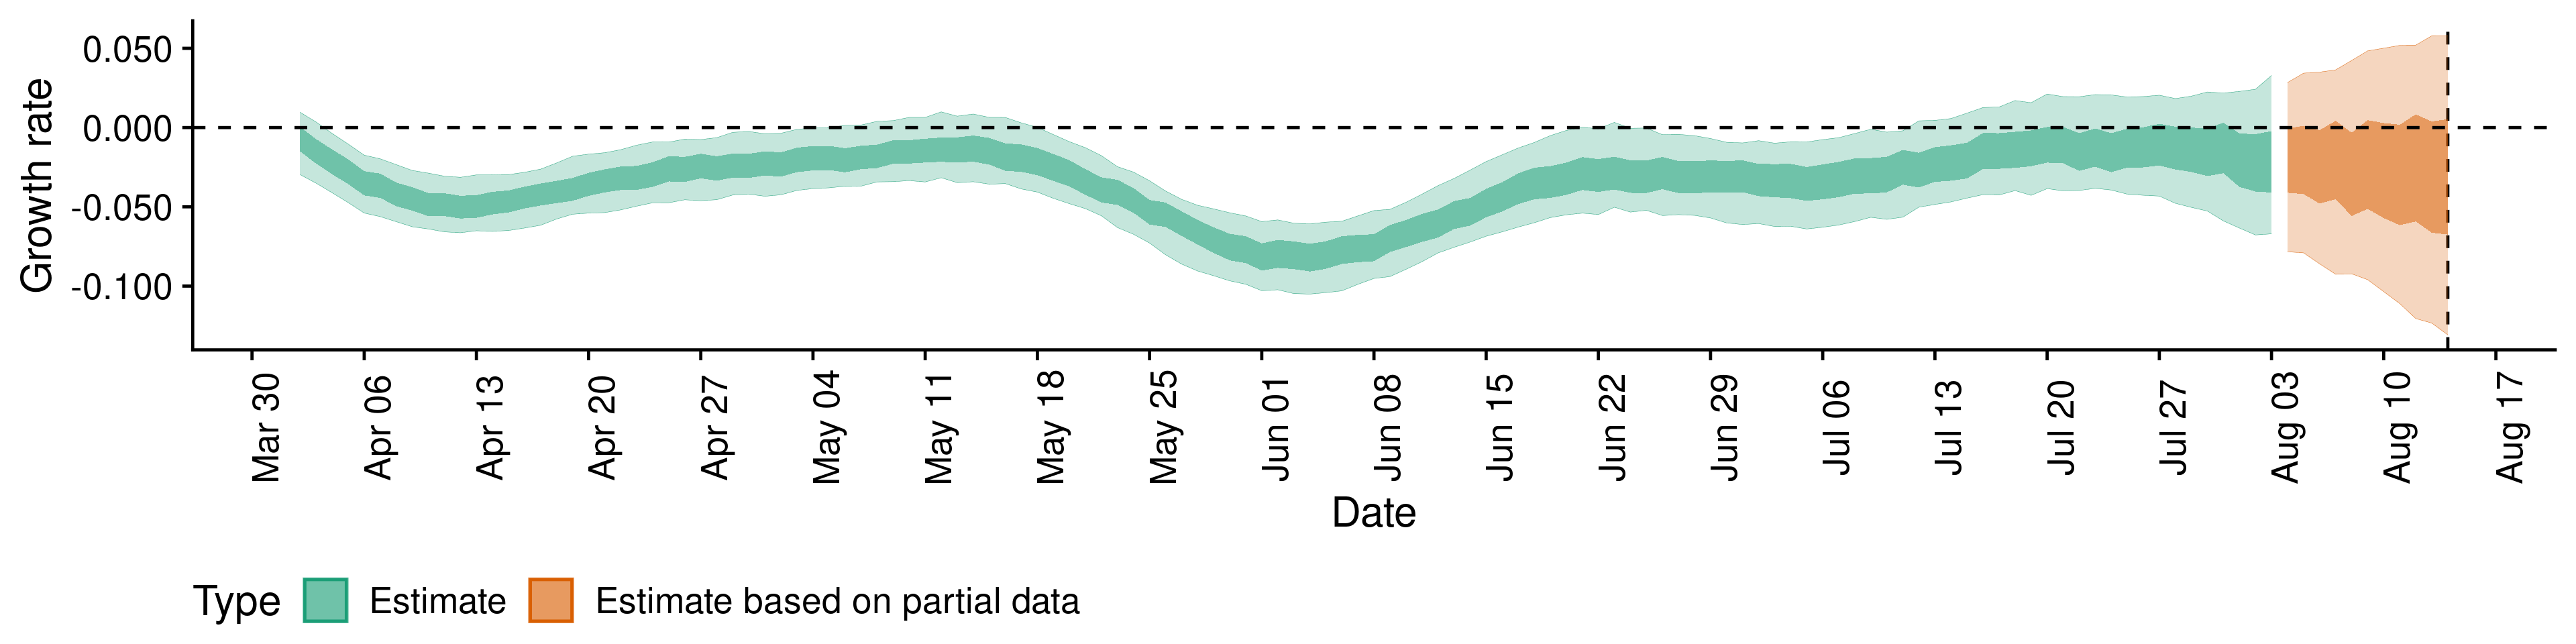 Growth rate
0.050
0.000
-0.050
-0.100
Mar 30
Apr 06
Apr 13
Apr 20
Apr 27
May 04
May 11
May 18
May 25
Jun 01
Jun 08
Jun 15
Jun 22
Jun 29
Jul 06
Jul 13
Jul 20
Jul 27
Aug 03
Aug 10
Aug 17
Date
Type Estimate Estimate based on partial data